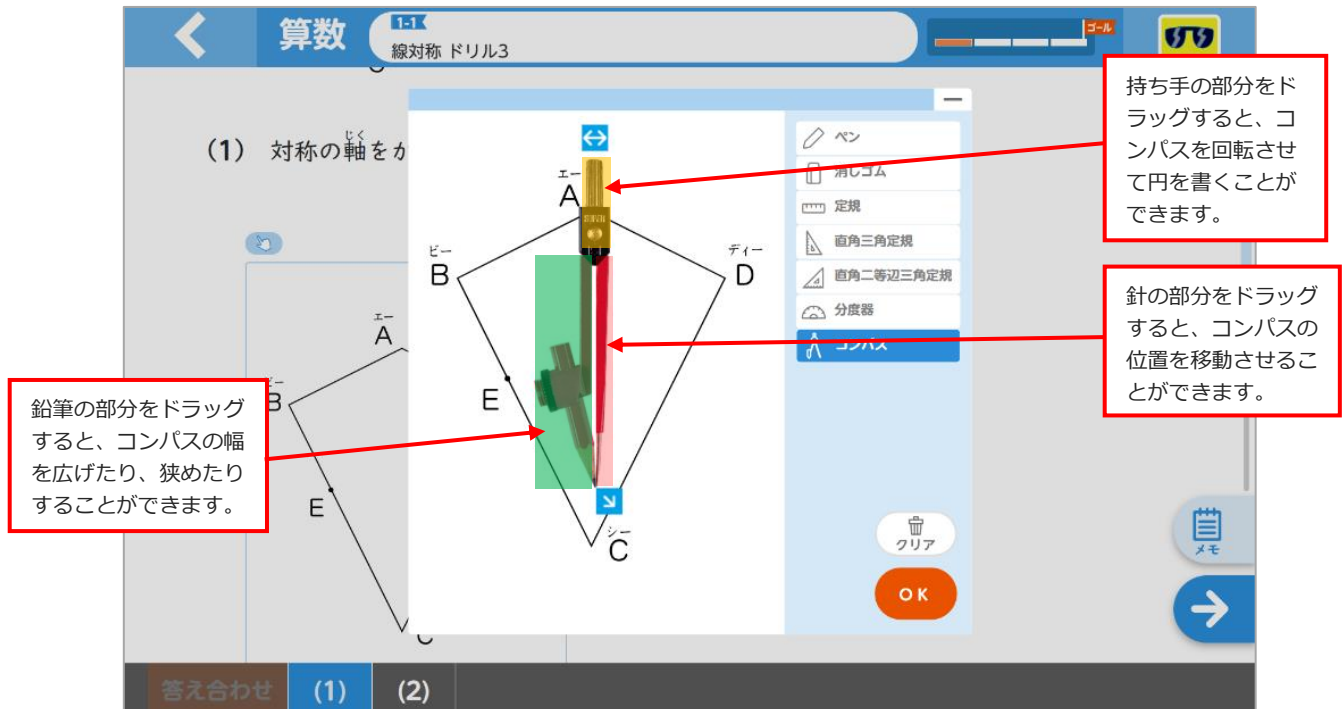 算数
1-1
線対称 ドリル3
ゴール
持ち手の部分をド
ラッグすると、コ
ンパスを回転させ
て円を書くことが
できます。
(1) 対称の軸をか
じく
エー
A
ビー
B
ディー
D
E
シー
C
ペン
消しゴム
定規
直角三角定規
直角二等辺三角定規
分度器
コンパス
針の部分をドラッグ
すると、コンパスの
位置を移動させるこ
とができます。
エー
A
ビー
B
E
C
鉛筆の部分をドラッグ
すると、コンパスの幅
を広げたり、狭めたり
することができます。
クリア
OK
メモ
答え合わせ
(1)
(2)